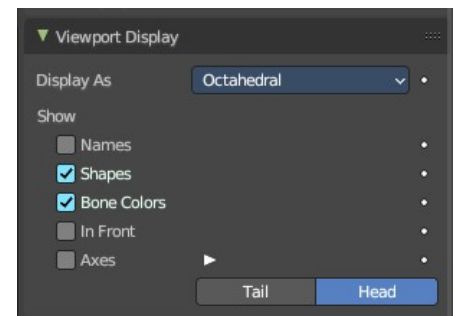 Viewport Display
Display As Octahedral
Show
Names
Shapes
Bone Colors
In Front
Axes
Tail Head